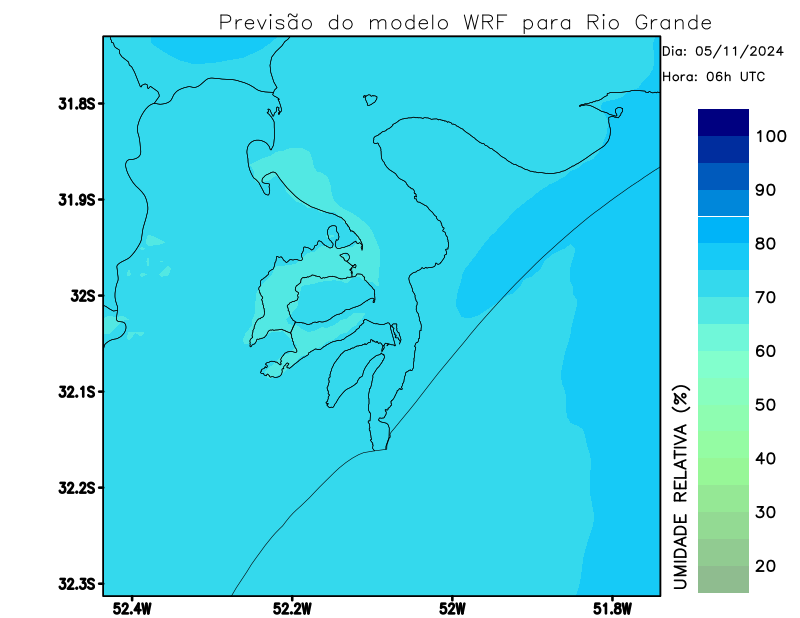 Previsão do modelo WRF para Rio Grande
Dia: 05/11/2024
Hora: 06h UTC
31.8S
31.9S
32S
32.1S
32.2S
32.3S
52.4W
52.2W
52W
51.8W
UMIDADE RELATIVA (%)
100
90
80
70
60
50
40
30
20